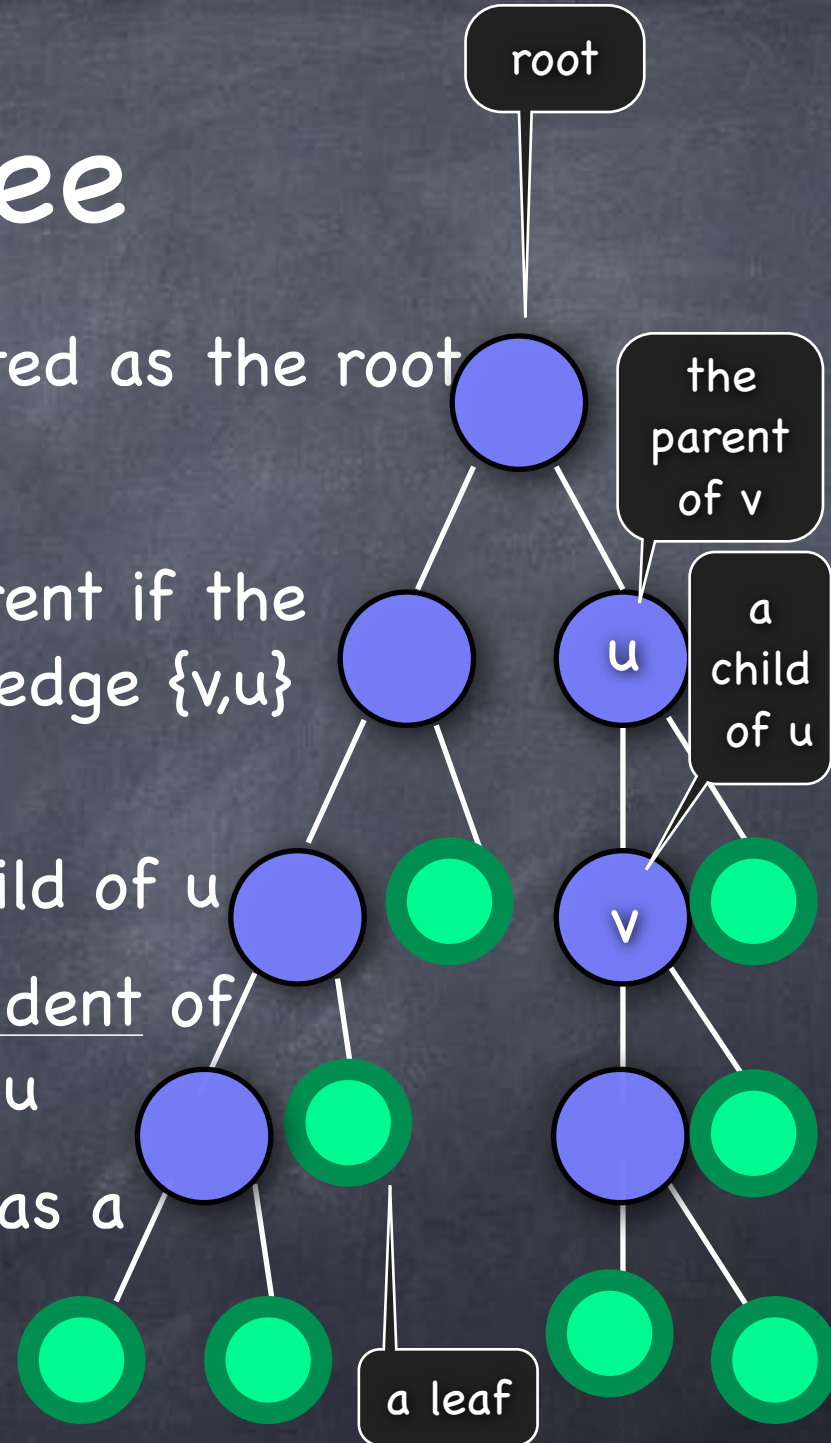 root
ee
red as the root
the
parent
of v
rent if the
edge {v,u}
u
a
child
of u
ild of u
v
dent of
u
as a
a leaf